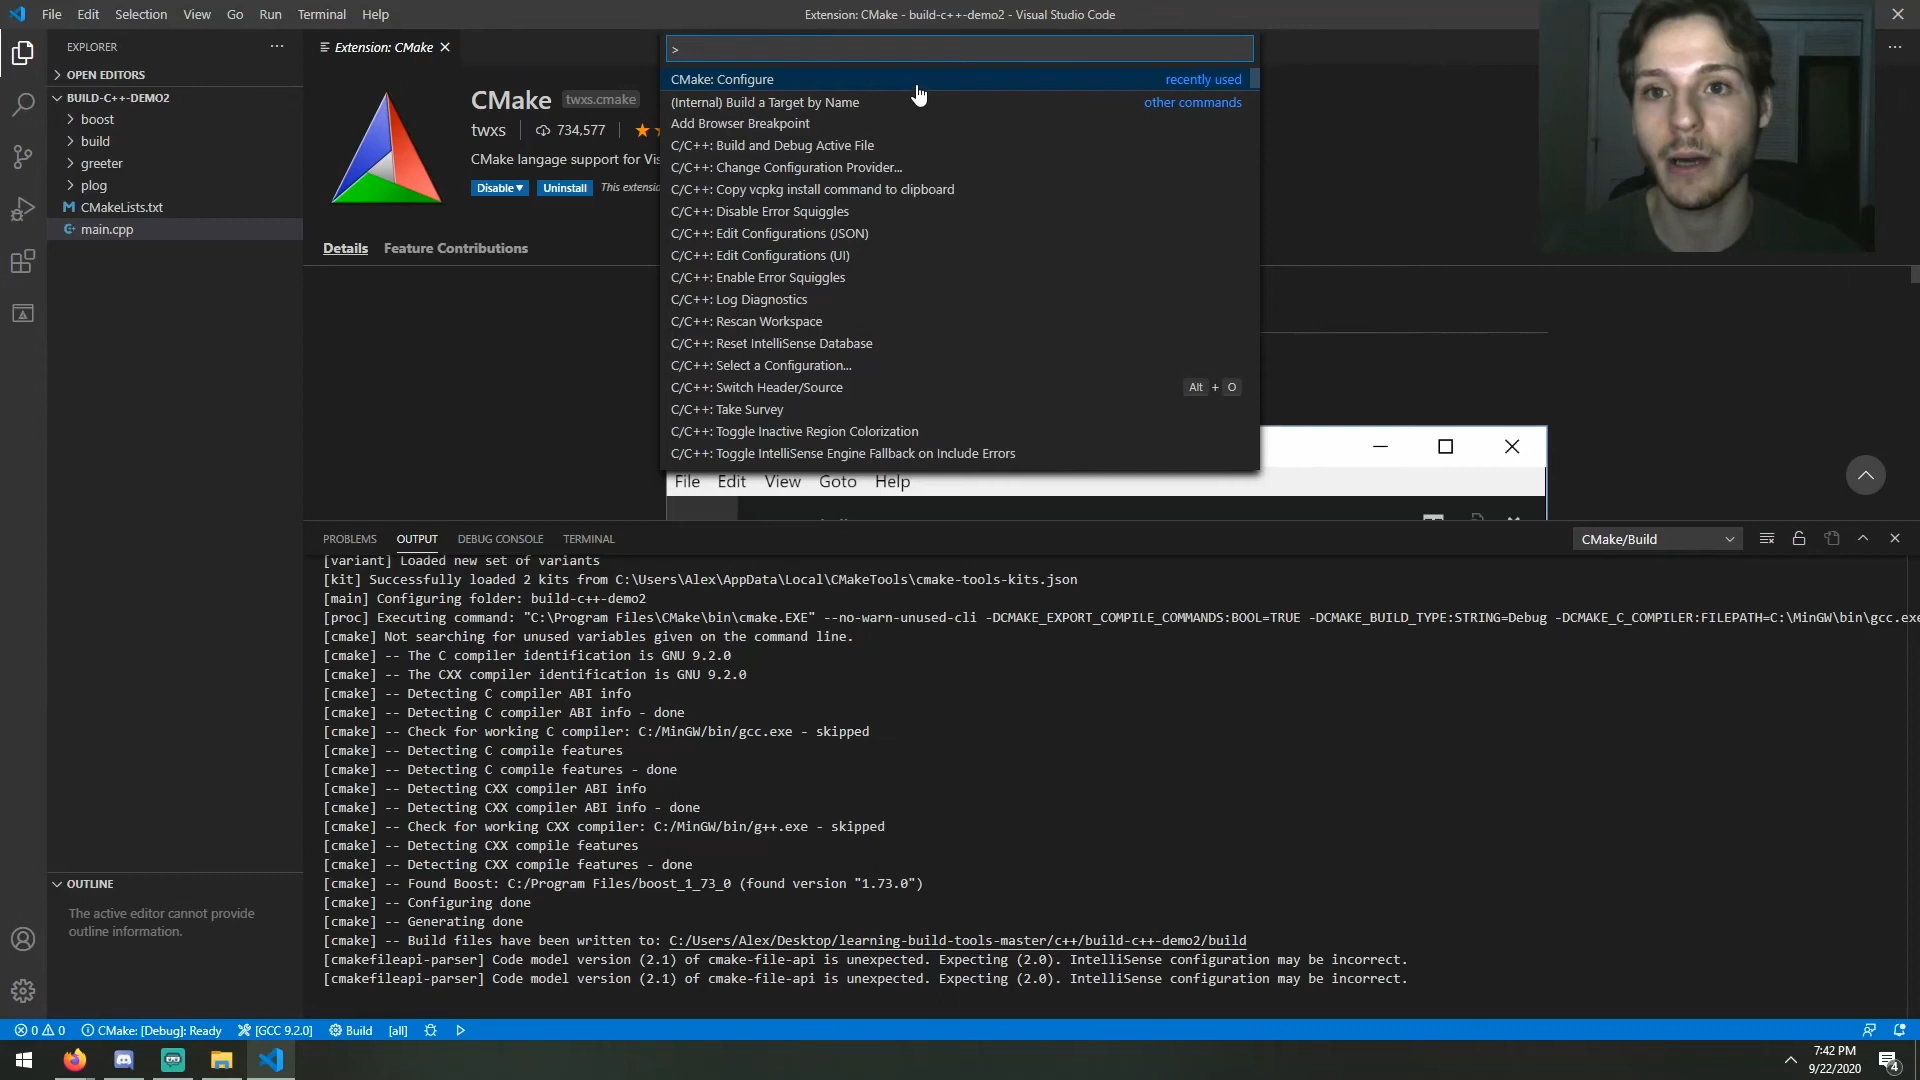 File Edit Selection View Go Run Terminal Help
Extension: CMake - build-c++-demo2 - Visual Studio Code
EXPLORER
OPEN EDITORS
BUILD-C++-DEMO2
boost
build
greeter
plog
CMakeLists.txt
main.cpp
OUTLINE
The active editor cannot provide
outline information.
Extension: CMake
CMake twxs.cmake
twxs 734,577
CMake langage support for Vis
Disable Uninstall This extensio
Details Feature Contributions
>
CMake: Configure recently used
(Internal) Build a Target by Name other commands
Add Browser Breakpoint
C/C++: Build and Debug Active File
C/C++: Change Configuration Provider...
C/C++: Copy vcpkg install command to clipboard
C/C++: Disable Error Squiggles
C/C++: Edit Configurations (JSON)
C/C++: Edit Configurations (UI)
C/C++: Enable Error Squiggles
C/C++: Log Diagnostics
C/C++: Rescan Workspace
C/C++: Reset IntelliSense Database
C/C++: Select a Configuration...
C/C++: Switch Header/Source Alt + O
C/C++: Take Survey
C/C++: Toggle Inactive Region Colorization
C/C++: Toggle IntelliSense Engine Fallback on Include Errors
File Edit View Goto Help
PROBLEMS OUTPUT DEBUG CONSOLE TERMINAL CMake/Build
[variant] Loaded new set of variants
[kit] Successfully loaded 2 kits from C:\Users\Alex\AppData\Local\CMakeTools\cmake-tools-kits.json
[main] Configuring folder: build-c++-demo2
[proc] Executing command: "C:\Program Files\CMake\bin\cmake.EXE" --no-warn-unused-cli -DCMAKE_EXPORT_COMPILE_COMMANDS:BOOL=TRUE -DCMAKE_BUILD_TYPE:STRING=Debug -DCMAKE_C_COMPILER:FILEPATH=C:\MinGW\bin\gcc.exe
[cmake] Not searching for unused variables given on the command line.
[cmake] -- The C compiler identification is GNU 9.2.0
[cmake] -- The CXX compiler identification is GNU 9.2.0
[cmake] -- Detecting C compiler ABI info
[cmake] -- Detecting C compiler ABI info - done
[cmake] -- Check for working C compiler: C:/MinGW/bin/gcc.exe - skipped
[cmake] -- Detecting C compile features
[cmake] -- Detecting C compile features - done
[cmake] -- Detecting CXX compiler ABI info
[cmake] -- Detecting CXX compiler ABI info - done
[cmake] -- Check for working CXX compiler: C:/MinGW/bin/g++.exe - skipped
[cmake] -- Detecting CXX compile features
[cmake] -- Detecting CXX compile features - done
[cmake] -- Found Boost: C:/Program Files/boost_1_73_0 (found version "1.73.0")
[cmake] -- Configuring done
[cmake] -- Generating done
[cmake] -- Build files have been written to: C:/Users/Alex/Desktop/learning-build-tools-master/c++/build-c++-demo2/build
[cmakefileapi-parser] Code model version (2.1) of cmake-file-api is unexpected. Expecting (2.0). IntelliSense configuration may be incorrect.
[cmakefileapi-parser] Code model version (2.1) of cmake-file-api is unexpected. Expecting (2.0). IntelliSense configuration may be incorrect.
0 0 CMake: [Debug]: Ready [GCC 9.2.0] Build [all]
7:42 PM
9/22/2020
4